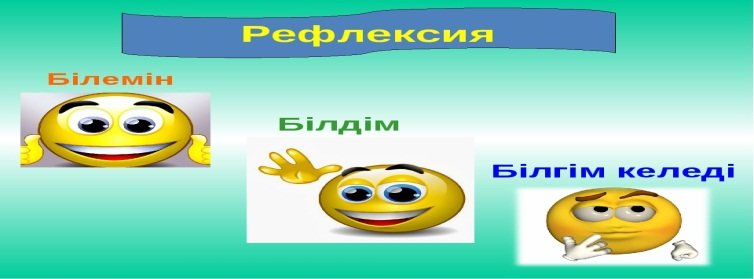 Рефлексия
Білемін
Білдім
Білгім келеді